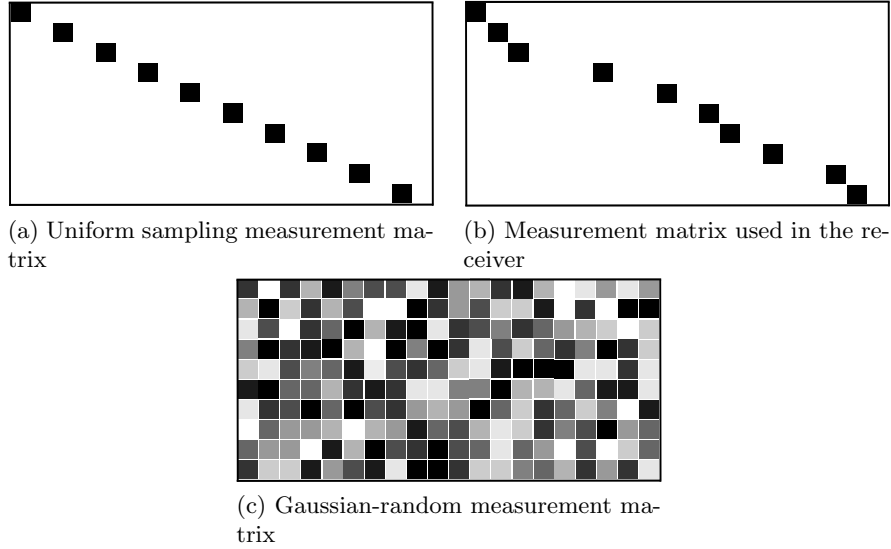 (a) Uniform sampling measurement ma-
trix
(b) Measurement matrix used in the re-
ceiver
(c) Gaussian-random measurement ma-
trix